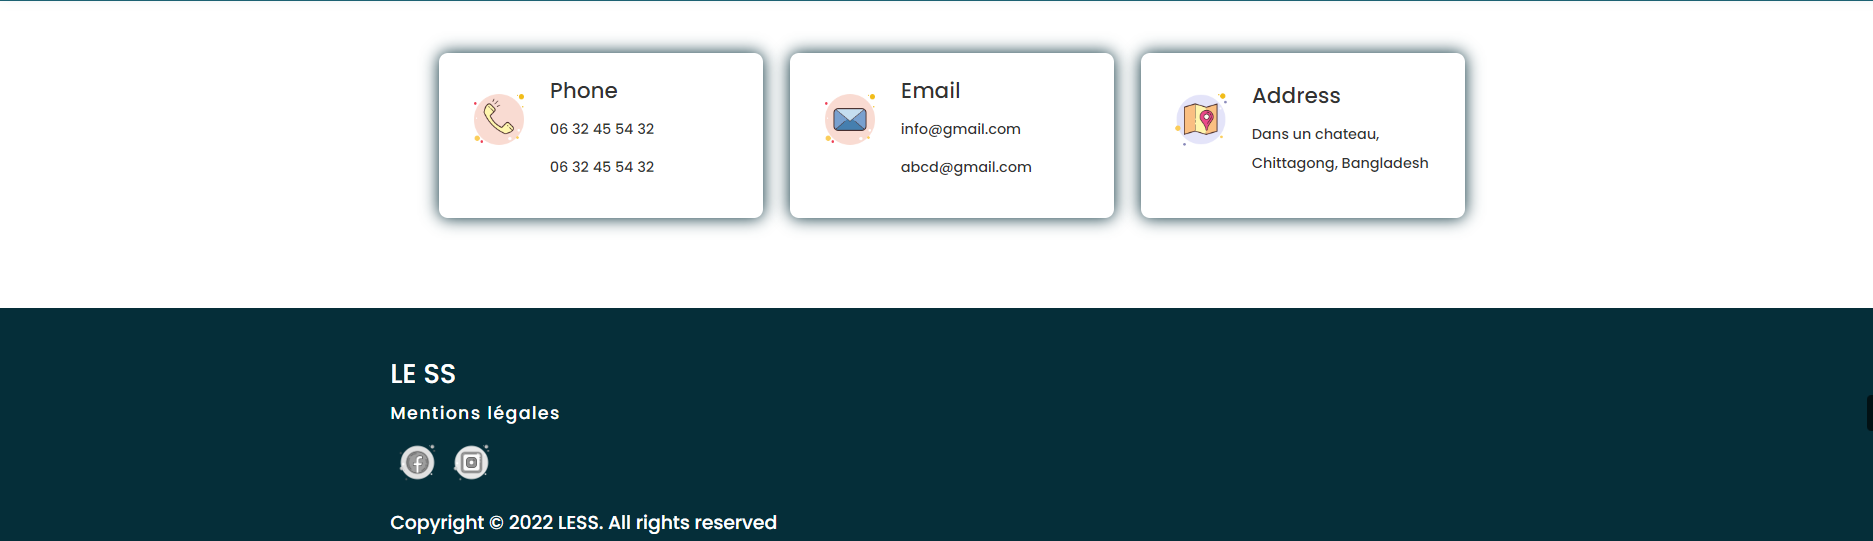 Phone
06 32 45 54 32
06 32 45 54 32
Email
info@gmail.com
abcd@gmail.com
Address
Dans un chateau,
Chittagong, Bangladesh
LE SS
Mentions légales
Copyright © 2022 LESS. All rights reserved